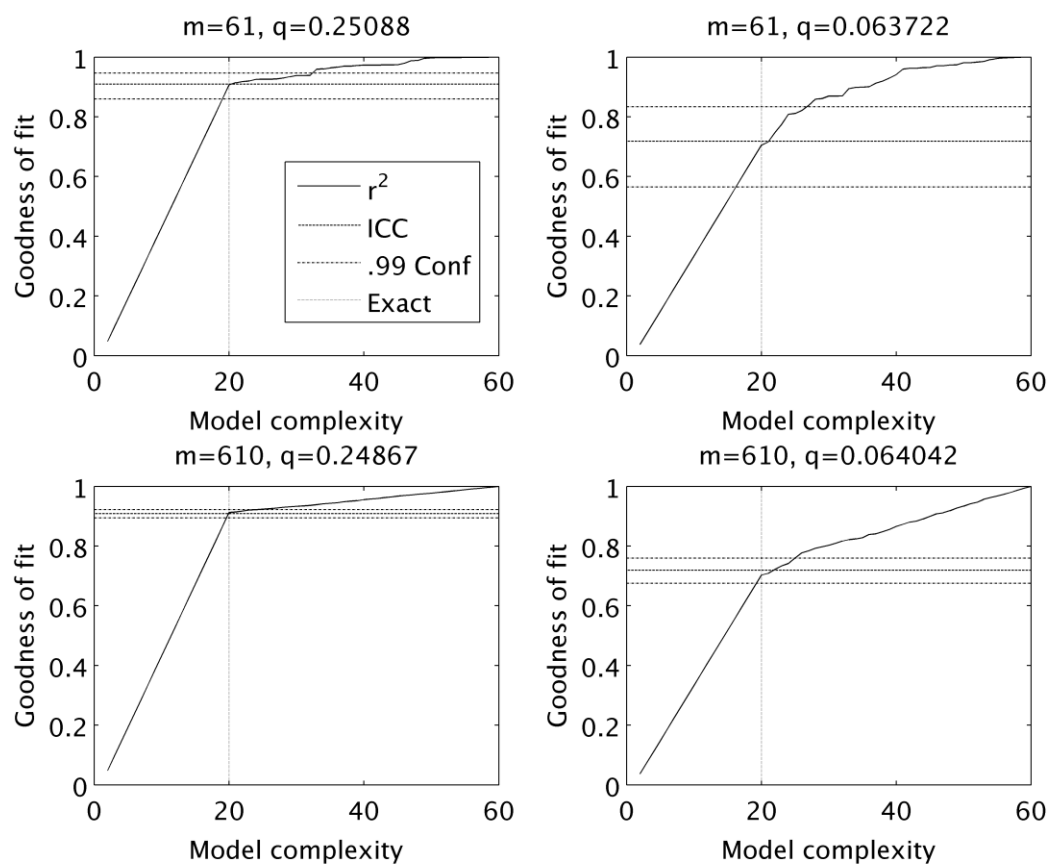 m=61, q=0.25088
Goodness of fit
1
0.8
0.6
0.4
0.2
0
0 20 40 60
Model complexity
r²
ICC
.99 Conf
Exact
m=61, q=0.063722
Goodness of fit
1
0.8
0.6
0.4
0.2
0
0 20 40 60
Model complexity
m=610, q=0.24867
Goodness of fit
1
0.8
0.6
0.4
0.2
0
0 20 40 60
Model complexity
m=610, q=0.064042
Goodness of fit
1
0.8
0.6
0.4
0.2
0
0 20 40 60
Model complexity